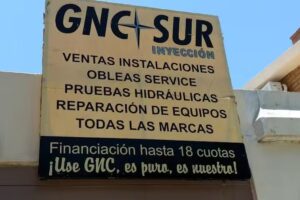 GNC SUR
INYECCIÓN
VENTAS INSTALACIONES
OBLEAS SERVICE
PRUEBAS HIDRÁULICAS
REPARACIÓN DE EQUIPOS
TODAS LAS MARCAS
Financiación hasta 18 cuotas
¡Use GNC, es puro, es nuestro!